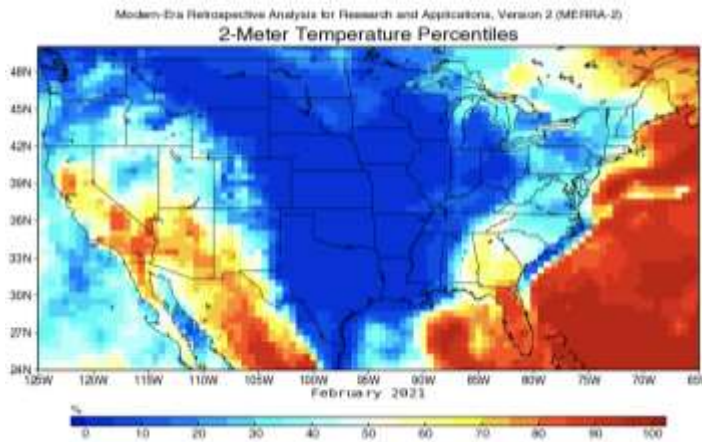 Modern-Era Retrospective Analysis for Research and Applications, Version 2 (MERRA-2)
2-Meter Temperature Percentiles
48N
45N
42N
39N
36N
33N
30N
27N
24N
125W 120W 115W 110W 105W 100W 95W 90W 85W 80W 75W 70W 65W
February 2021
%
0 10 20 30 40 50 60 70 80 90 100